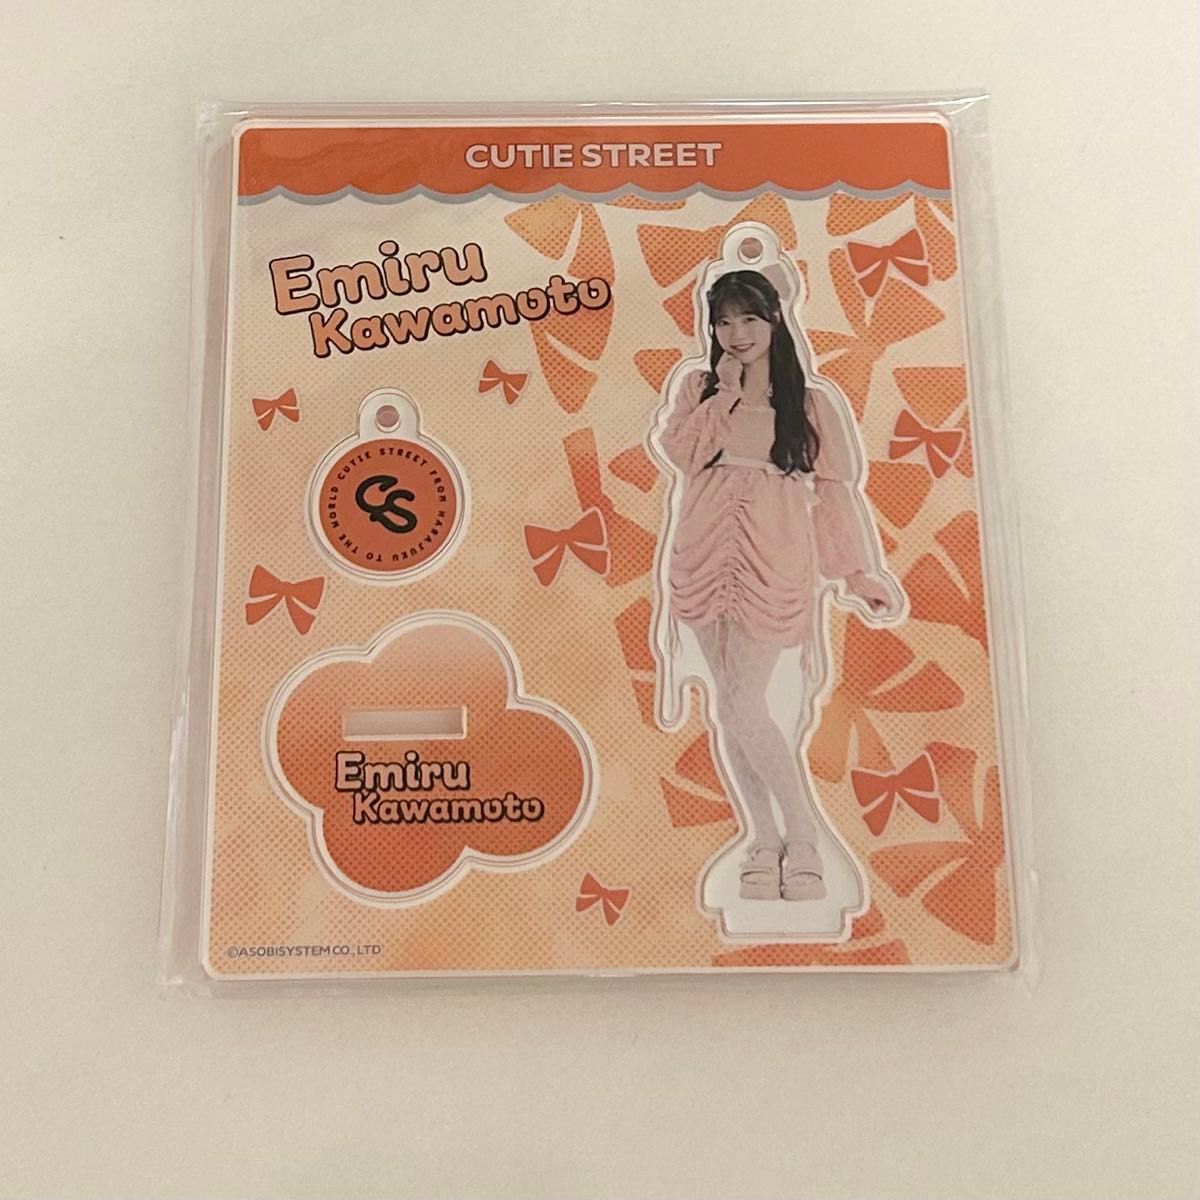 CUTIE STREET
Emiru
Kawamoto
CUTIE STREET FROM HARAJUKU TO THE WORLD
CS
Emiru
Kawamoto
©ASOBISYSTEM CO., LTD